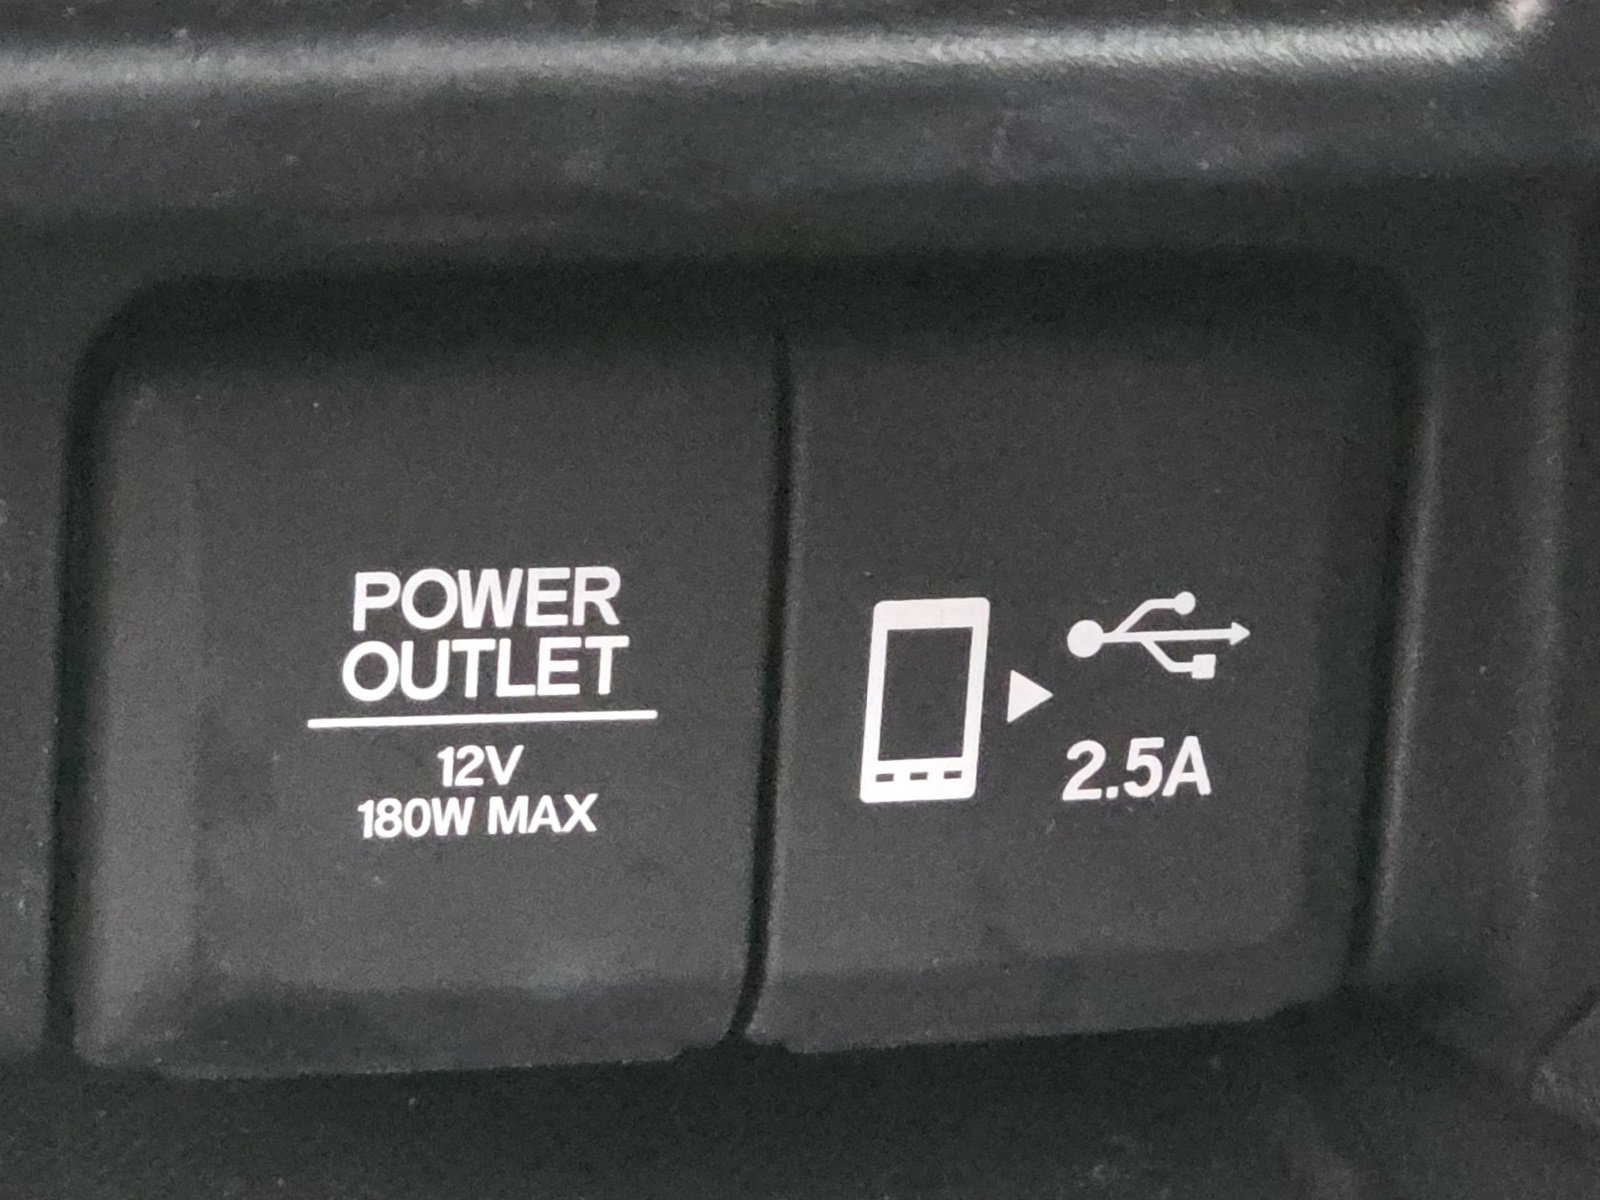 POWER
OUTLET
12V
180W MAX
2.5A